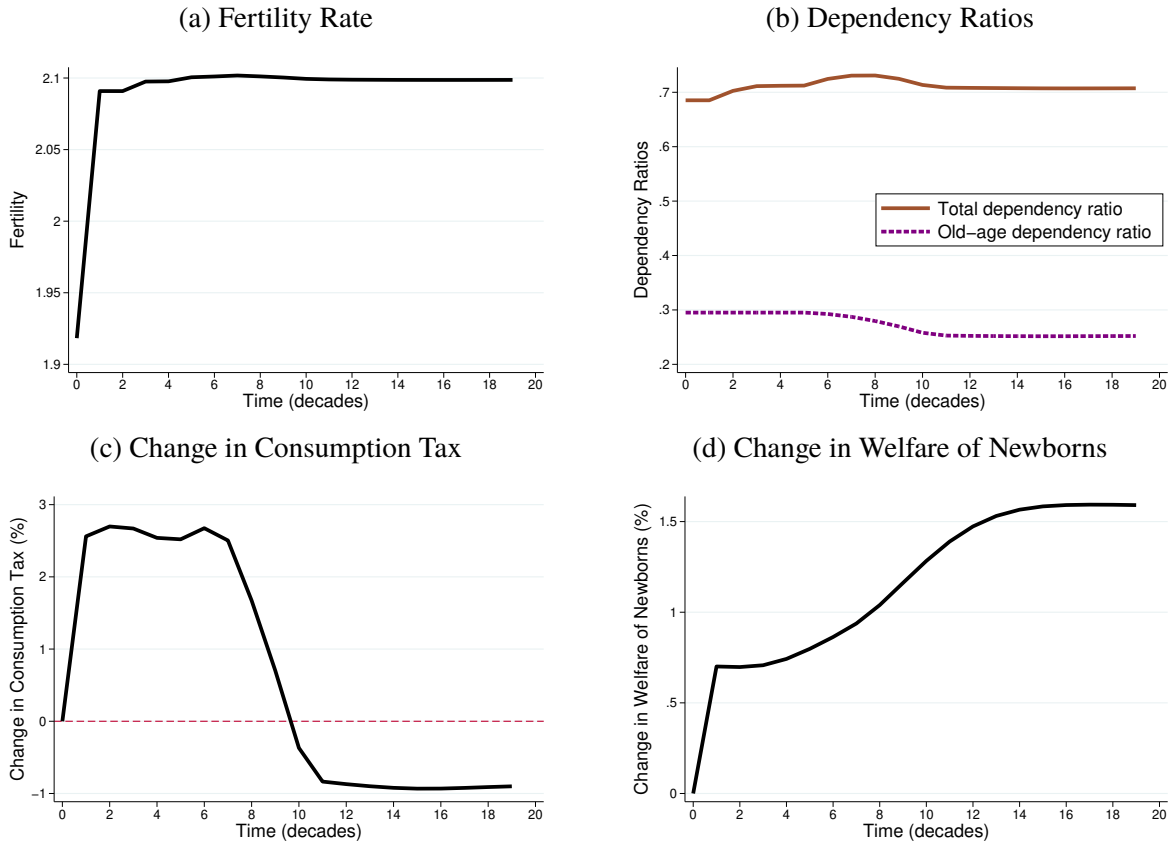 (a) Fertility Rate
2.1
2.05
2
1.95
1.9
Fertility
0 2 4 6 8 10 12 14 16 18 20
Time (decades)
(b) Dependency Ratios
.7
.6
.5
.4
.3
.2
Dependency Ratios
Total dependency ratio
Old-age dependency ratio
0 2 4 6 8 10 12 14 16 18 20
Time (decades)
(c) Change in Consumption Tax
3
2
1
0
-1
Change in Consumption Tax (%)
0 2 4 6 8 10 12 14 16 18 20
Time (decades)
(d) Change in Welfare of Newborns
1.5
1
.5
0
Change in Welfare of Newborns (%)
0 2 4 6 8 10 12 14 16 18 20
Time (decades)